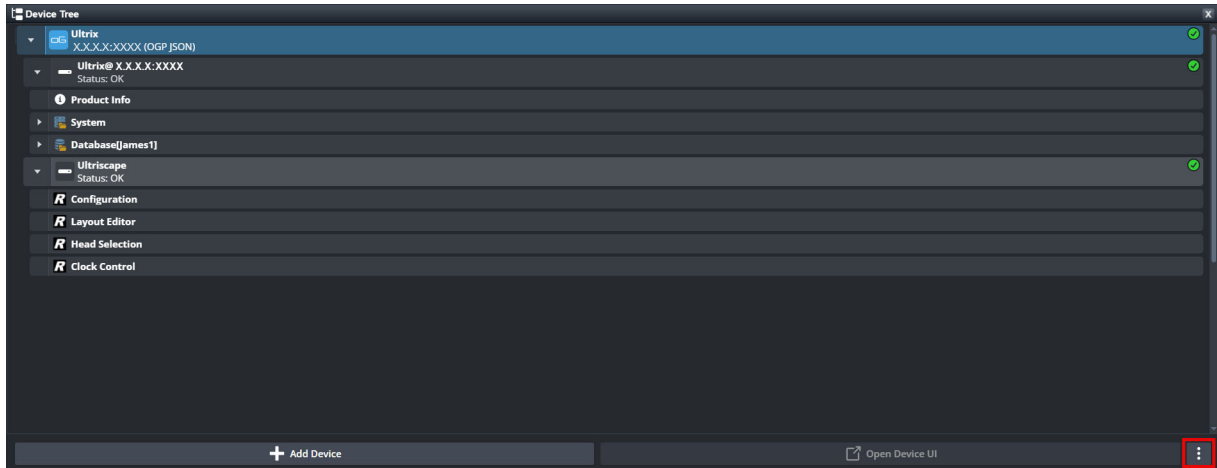 Device Tree
Ultrix
X.X.X.X:XXXX (OGP JSON)
Ultrix@ X.X.X.X:XXXX
Status: OK
Product Info
System
Database[James1]
Ultriscape
Status: OK
Configuration
Layout Editor
Head Selection
Clock Control
Add Device
Open Device UI